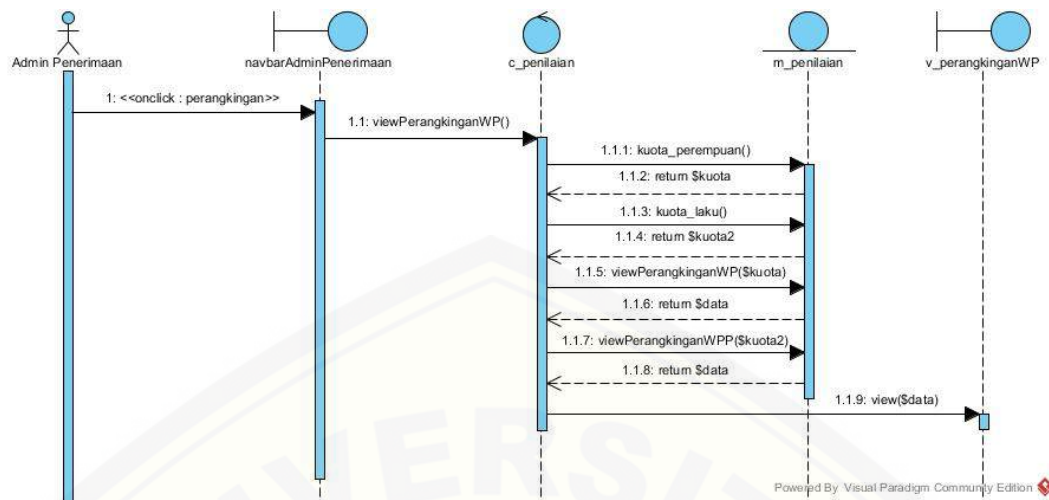 Admin Penerimaan
navbarAdminPenerimaan
c_penilaian
m_penilaian
v_perangkinganWP
1: <<onclick : perangkingan>>
1.1: viewPerangkinganWP()
1.1.1: kuota_perempuan()
1.1.2: return $kuota
1.1.3: kuota_laku()
1.1.4: return $kuota2
1.1.5: viewPerangkinganWP($kuota)
1.1.6: return $data
1.1.7: viewPerangkinganWPP($kuota2)
1.1.8: return $data
1.1.9: view($data)
VERSIT
Powered By Visual Paradigm Community Edition